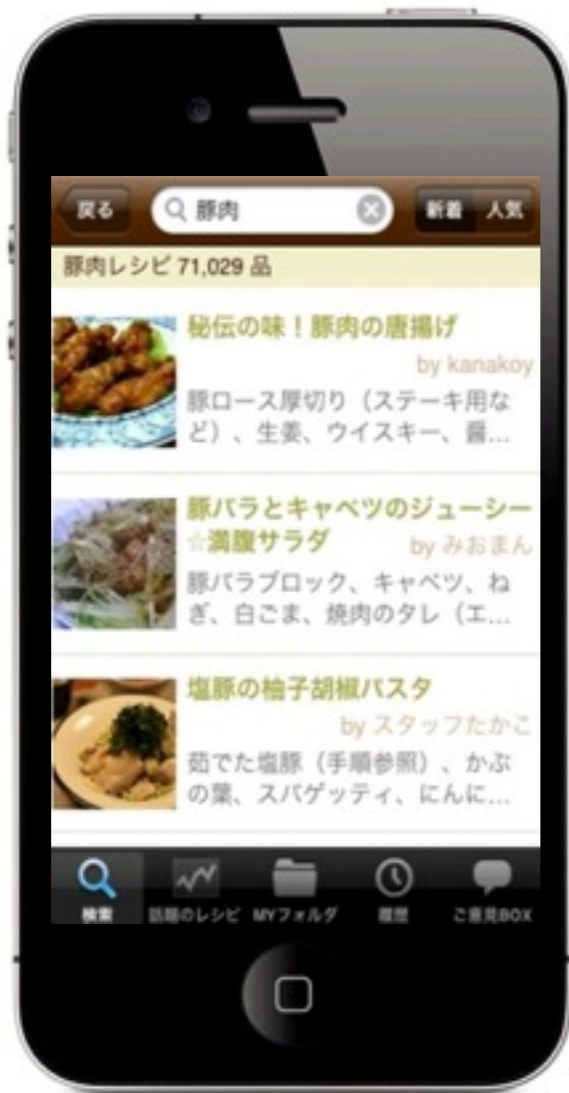 戻る 豚肉 新着 人気
豚肉レシピ 71,029 品
秘伝の味！豚肉の唐揚げ
by kanakoy
豚ロース厚切り（ステーキ用な
ど）、生姜、ウイスキー、醤...
豚バラとキャベツのジューシー
☆満腹サラダ by みおまん
豚バラブロック、キャベツ、ね
ぎ、白ごま、焼肉のタレ（エ...
塩豚の柚子胡椒パスタ
by スタッフたかこ
茹でた塩豚（手順参照）、かぶ
の葉、スパゲッティ、にんに...
検索 話題のレシピ MYフォルダ 履歴 ご意見BOX